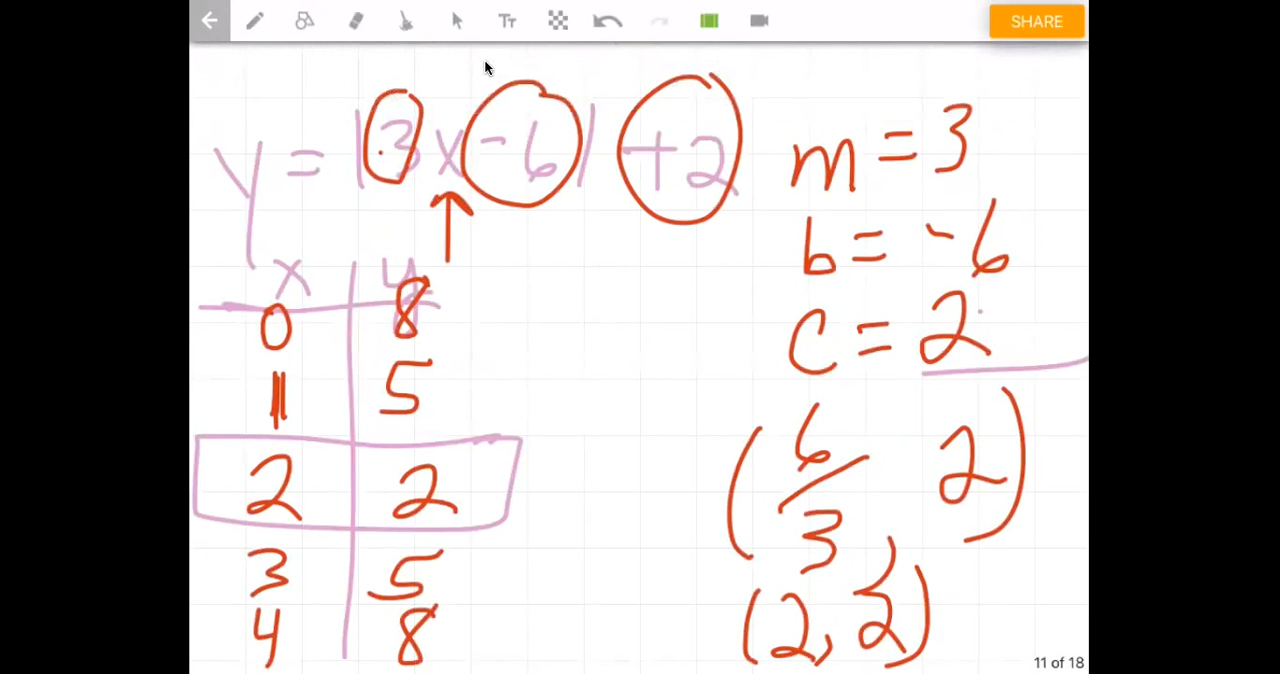 SHARE
y = |3x - 6| + 2
m = 3
b = -6
c = 2
x y
0 8
1 5
2 2
3 5
4 8
(6/3 2)
(2, 2)
11 of 18